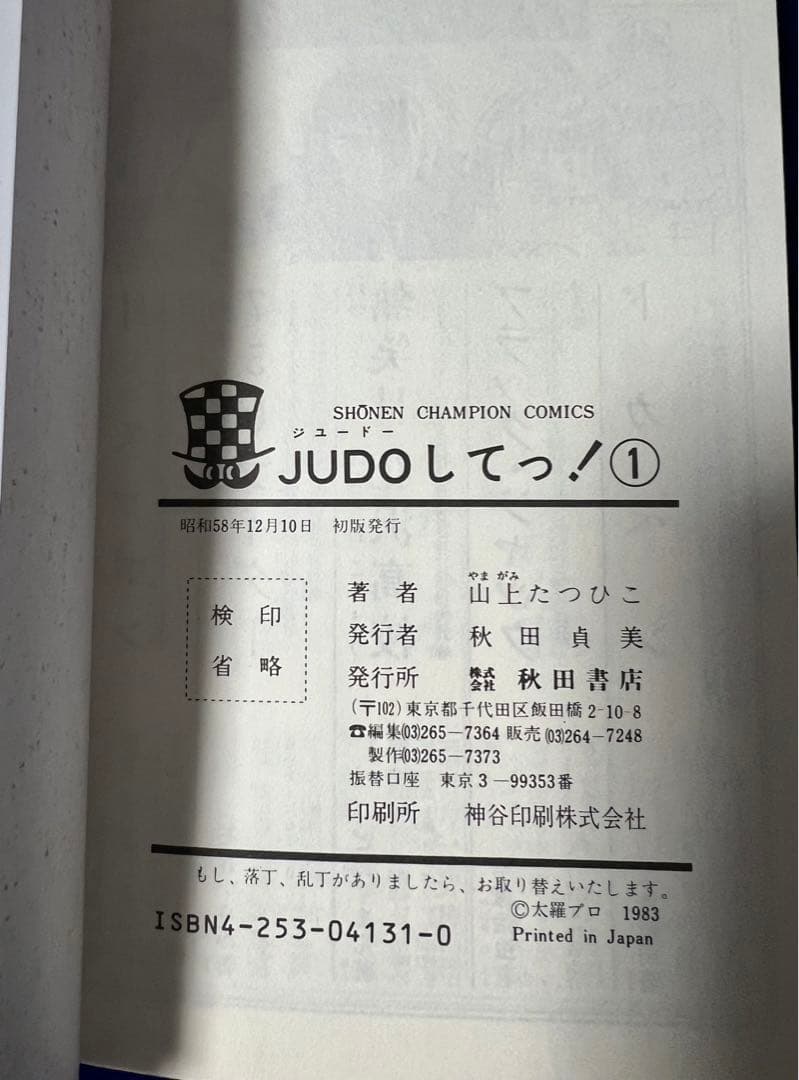 SHŌNEN CHAMPION COMICS
ジュードー
JUDOしてっ!①
昭和58年12月10日 初版発行
検印
省略
著者 山上たつひこ
やまがみ
発行者 秋田貞美
発行所 株式会社 秋田書店
(〒102)東京都千代田区飯田橋2-10-8
☎編集(03)265-7364 販売(03)264-7248
製作(03)265-7373
振替口座 東京3-99353番
印刷所 神谷印刷株式会社
もし、落丁、乱丁がありましたら、お取り替えいたします。
ISBN4-253-04131-0
©太羅プロ 1983
Printed in Japan